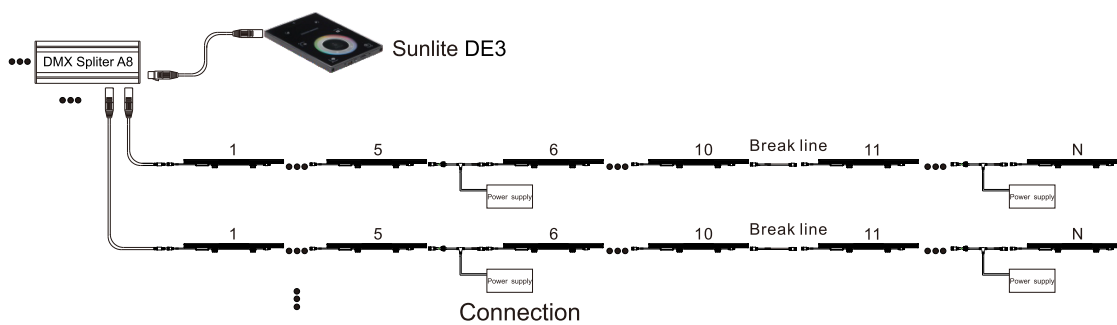 Sunlite DE3
DMX Spliter A8
1 5 6 10 Break line 11 N
Power supply Power supply
1 5 6 10 Break line 11 N
Power supply Power supply
Connection